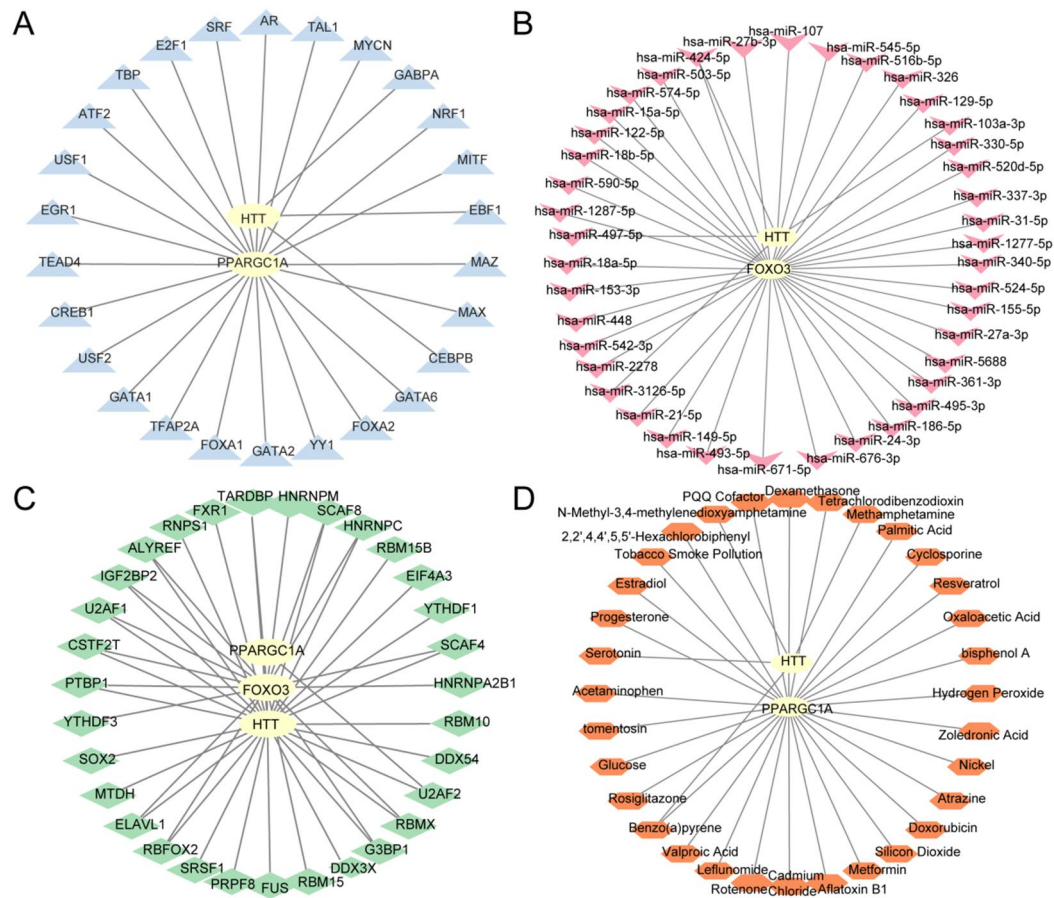 A
AR
SRF
TAL1
E2F1
MYCN
TBP
GABPA
ATF2
NRF1
USF1
MITF
EGR1
HTT
EBF1
TEAD4
PPARGC1A
MAZ
CREB1
MAX
USF2
CEBPB
GATA1
GATA6
TFAP2A
FOXA2
FOXA1
GATA2
YY1
B
hsa-miR-107
hsa-miR-27b-3p
hsa-miR-545-5p
hsa-miR-424-5p
hsa-miR-516b-5p
hsa-miR-503-5p
hsa-miR-326
hsa-miR-574-5p
hsa-miR-129-5p
hsa-miR-15a-5p
hsa-miR-103a-3p
hsa-miR-122-5p
hsa-miR-330-5p
hsa-miR-18b-5p
hsa-miR-520d-5p
hsa-miR-590-5p
hsa-miR-337-3p
hsa-miR-1287-5p
hsa-miR-31-5p
hsa-miR-497-5p
HTT
hsa-miR-1277-5p
hsa-miR-18a-5p
FOXO3
hsa-miR-340-5p
hsa-miR-153-3p
hsa-miR-524-5p
hsa-miR-448
hsa-miR-155-5p
hsa-miR-542-3p
hsa-miR-27a-3p
hsa-miR-2278
hsa-miR-5688
hsa-miR-3126-5p
hsa-miR-361-3p
hsa-miR-21-5p
hsa-miR-495-3p
hsa-miR-149-5p
hsa-miR-186-5p
hsa-miR-493-5p
hsa-miR-24-3p
hsa-miR-671-5p
hsa-miR-676-3p
C
TARDBP
HNRNPM
FXR1
SCAF8
RNPS1
HNRNPC
ALYREF
RBM15B
IGF2BP2
EIF4A3
U2AF1
YTHDF1
CSTF2T
PPARGC1A
SCAF4
PTBP1
FOXO3
HNRNPA2B1
YTHDF3
HTT
RBM10
SOX2
DDX54
MTDH
U2AF2
ELAVL1
RBMX
RBFOX2
G3BP1
SRSF1
DDX3X
PRPF8
FUS
RBM15
D
Dexamethasone
PQQ Cofactor
Tetrachlorodibenzodioxin
N-Methyl-3,4-methylenedioxyamphetamine
Methamphetamine
2,2',4,4',5,5'-Hexachlorobiphenyl
Palmitic Acid
Tobacco Smoke Pollution
Cyclosporine
Estradiol
Resveratrol
Progesterone
Oxaloacetic Acid
Serotonin
HTT
bisphenol A
Acetaminophen
PPARGC1A
Hydrogen Peroxide
tomentosin
Zoledronic Acid
Glucose
Nickel
Rosiglitazone
Atrazine
Benzo(a)pyrene
Doxorubicin
Valproic Acid
Silicon Dioxide
Leflunomide
Metformin
Rotenone
Cadmium
Chloride
Aflatoxin B1